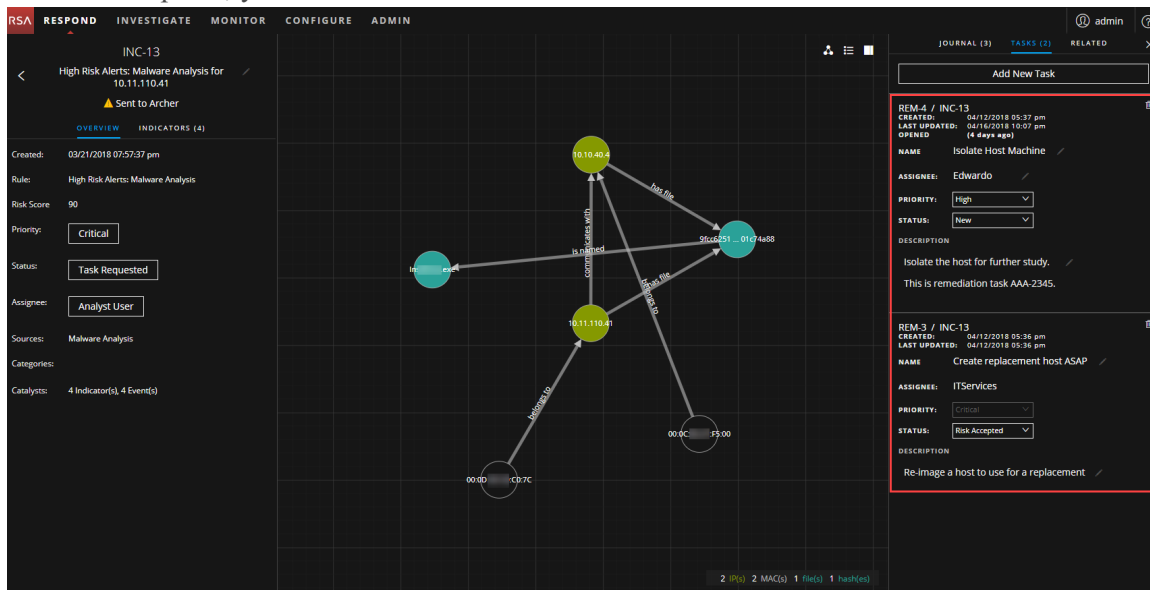 RSA RESPOND INVESTIGATE MONITOR CONFIGURE ADMIN admin
INC-13
High Risk Alerts: Malware Analysis for
10.11.110.41
Sent to Archer
OVERVIEW INDICATORS (4)
Created: 03/21/2018 07:57:37 pm
Rule: High Risk Alerts: Malware Analysis
Risk Score 90
Priority: Critical
Status: Task Requested
Assignee: Analyst User
Sources: Malware Analysis
Categories:
Catalysts: 4 Indicator(s), 4 Event(s)
10.10.40.4
has file
communicates with
9fcc6251 ... 01c74a88
is named
.exe
has file
belongs to
10.11.110.41
belongs to
00:0C: :F5:00
00:0D :C0:7C
2 IP(s) 2 MAC(s) 1 file(s) 1 hash(es)
JOURNAL (3) TASKS (2) RELATED
Add New Task
REM-4 / INC-13
CREATED: 04/12/2018 05:37 pm
LAST UPDATED: 04/16/2018 10:07 pm
OPENED (4 days ago)
NAME Isolate Host Machine
ASSIGNEE: Edwardo
PRIORITY: High
STATUS: New
DESCRIPTION
Isolate the host for further study.
This is remediation task AAA-2345.
REM-3 / INC-13
CREATED: 04/12/2018 05:36 pm
LAST UPDATED: 04/12/2018 05:36 pm
NAME Create replacement host ASAP
ASSIGNEE: ITServices
PRIORITY: Critical
STATUS: Risk Accepted
DESCRIPTION
Re-image a host to use for a replacement